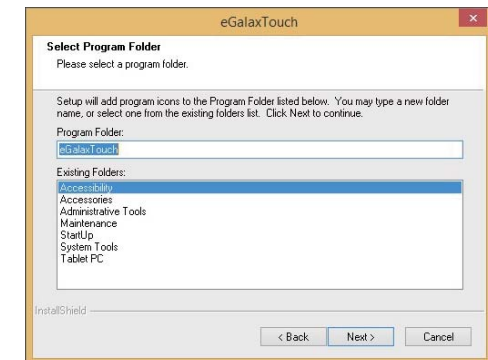 eGalaxTouch
Select Program Folder
Please select a program folder.
Setup will add program icons to the Program Folder listed below. You may type a new folder
name, or select one from the existing folders list. Click Next to continue.
Program Folder:
eGalaxTouch
Existing Folders:
Accessibility
Accessories
Administrative Tools
Maintenance
StartUp
System Tools
Tablet PC
InstallShield
< Back Next > Cancel